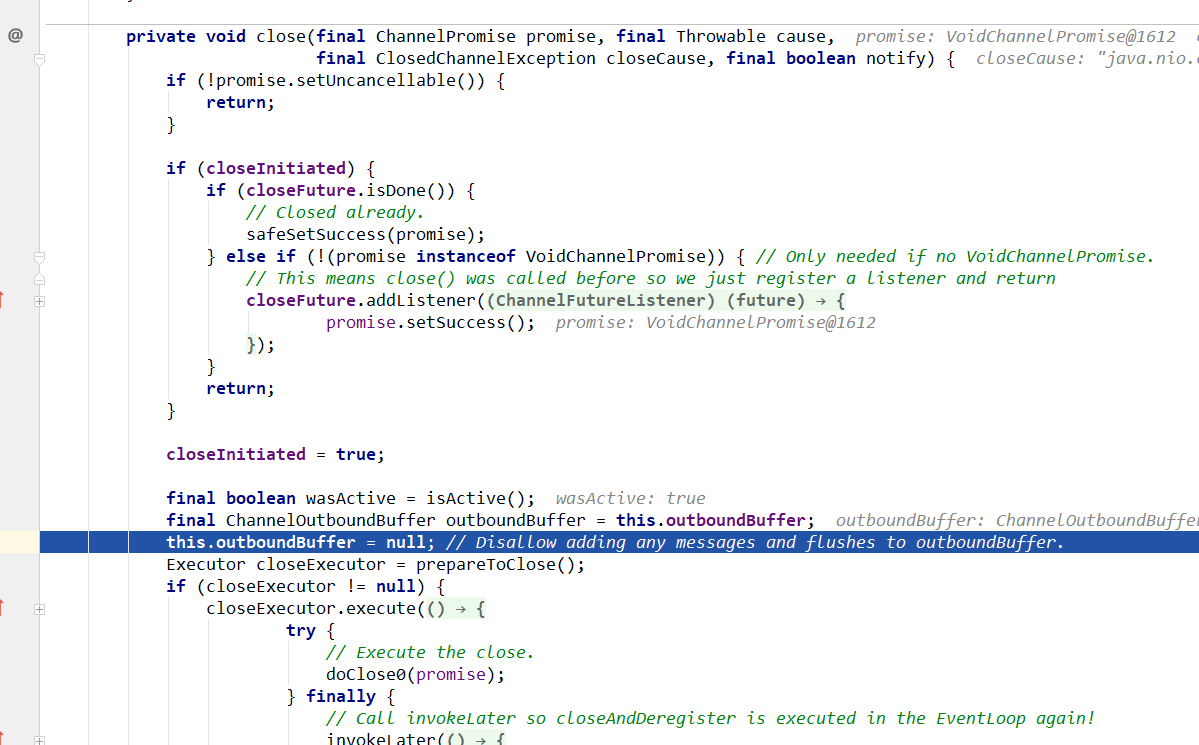 @
private void close(final ChannelPromise promise, final Throwable cause, promise: VoidChannelPromise@1612
final ClosedChannelException closeCause, final boolean notify) { closeCause: "java.nio.
if (!promise.setUncancellable()) {
return;
}
if (closeInitiated) {
if (closeFuture.isDone()) {
// Closed already.
safeSetSuccess(promise);
} else if (!(promise instanceof VoidChannelPromise)) { // Only needed if no VoidChannelPromise.
// This means close() was called before so we just register a listener and return
closeFuture.addListener((ChannelFutureListener) (future) → {
promise.setSuccess(); promise: VoidChannelPromise@1612
});
}
return;
}
closeInitiated = true;
final boolean wasActive = isActive(); wasActive: true
final ChannelOutboundBuffer outboundBuffer = this.outboundBuffer; outboundBuffer: ChannelOutboundBuffer
this.outboundBuffer = null; // Disallow adding any messages and flushes to outboundBuffer.
Executor closeExecutor = prepareToClose();
if (closeExecutor != null) {
closeExecutor.execute(() → {
try {
// Execute the close.
doClose0(promise);
} finally {
// Call invokeLater so closeAndDeregister is executed in the EventLoop again!
invokeLater(() → {